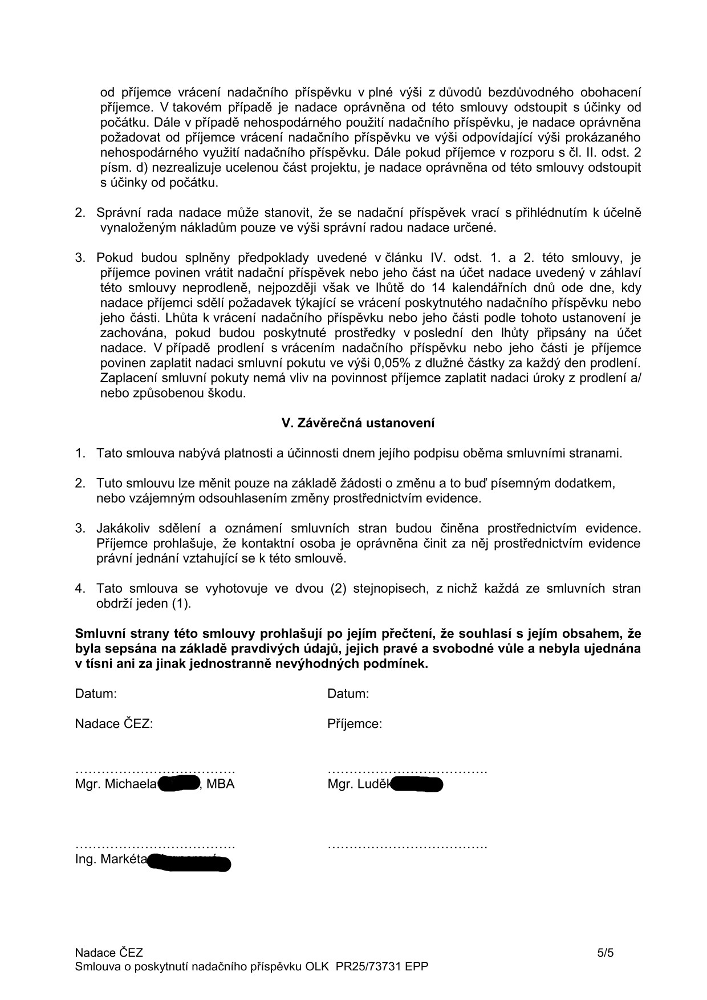 od příjemce vrácení nadačního příspěvku v plné výši z důvodů bezdůvodného obohacení
příjemce. V takovém případě je nadace oprávněna od této smlouvy odstoupit s účinky od
počátku. Dále v případě nehospodárného použití nadačního příspěvku, je nadace oprávněna
požadovat od příjemce vrácení nadačního příspěvku ve výši odpovídající výši prokázaného
nehospodárného využití nadačního příspěvku. Dále pokud příjemce v rozporu s čl. II. odst. 2
písm. d) nezrealizuje ucelenou část projektu, je nadace oprávněna od této smlouvy odstoupit
s účinky od počátku.
2. Správní rada nadace může stanovit, že se nadační příspěvek vrací s přihlédnutím k účelně
vynaloženým nákladům pouze ve výši správní radou nadace určené.
3. Pokud budou splněny předpoklady uvedené v článku IV. odst. 1. a 2. této smlouvy, je
příjemce povinen vrátit nadační příspěvek nebo jeho část na účet nadace uvedený v záhlaví
této smlouvy neprodleně, nejpozději však ve lhůtě do 14 kalendářních dnů ode dne, kdy
nadace příjemci sdělí požadavek týkající se vrácení poskytnutého nadačního příspěvku nebo
jeho části. Lhůta k vrácení nadačního příspěvku nebo jeho části podle tohoto ustanovení je
zachována, pokud budou poskytnuté prostředky v poslední den lhůty připsány na účet
nadace. V případě prodlení s vrácením nadačního příspěvku nebo jeho části je příjemce
povinen zaplatit nadaci smluvní pokutu ve výši 0,05% z dlužné částky za každý den prodlení.
Zaplacení smluvní pokuty nemá vliv na povinnost příjemce zaplatit nadaci úroky z prodlení a/
nebo způsobenou škodu.
V. Závěrečná ustanovení
1. Tato smlouva nabývá platnosti a účinnosti dnem jejího podpisu oběma smluvními stranami.
2. Tuto smlouvu lze měnit pouze na základě žádosti o změnu a to buď písemným dodatkem,
nebo vzájemným odsouhlasením změny prostřednictvím evidence.
3. Jakákoliv sdělení a oznámení smluvních stran budou činěna prostřednictvím evidence.
Příjemce prohlašuje, že kontaktní osoba je oprávněna činit za něj prostřednictvím evidence
právní jednání vztahující se k této smlouvě.
4. Tato smlouva se vyhotovuje ve dvou (2) stejnopisech, z nichž každá ze smluvních stran
obdrží jeden (1).
Smluvní strany této smlouvy prohlašují po jejím přečtení, že souhlasí s jejím obsahem, že
byla sepsána na základě pravdivých údajů, jejich pravé a svobodné vůle a nebyla ujednána
v tísni ani za jinak jednostranně nevýhodných podmínek.
Datum: Datum:
Nadace ČEZ: Příjemce:
………………………………. ……………………………….
Mgr. Michaela , MBA Mgr. Luděk
………………………………. ……………………………….
Ing. Markéta
Nadace ČEZ 5/5
Smlouva o poskytnutí nadačního příspěvku OLK PR25/73731 EPP